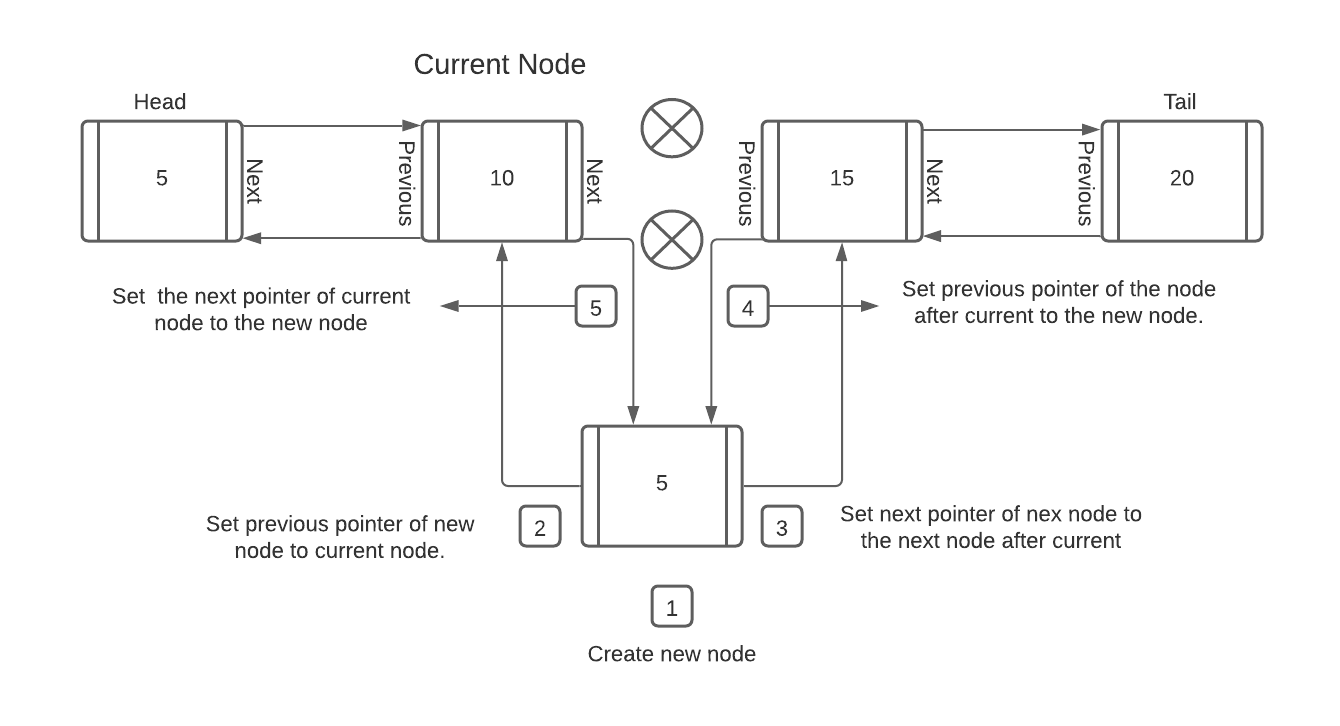 Current Node
Head
Tail
5
Next
Previous
10
Next
Previous
15
Next
Previous
20
Set  the next pointer of current
node to the new node
5
4
Set previous pointer of the node
after current to the new node.
5
Set previous pointer of new
node to current node.
2
3
Set next pointer of nex node to
the next node after current
1
Create new node